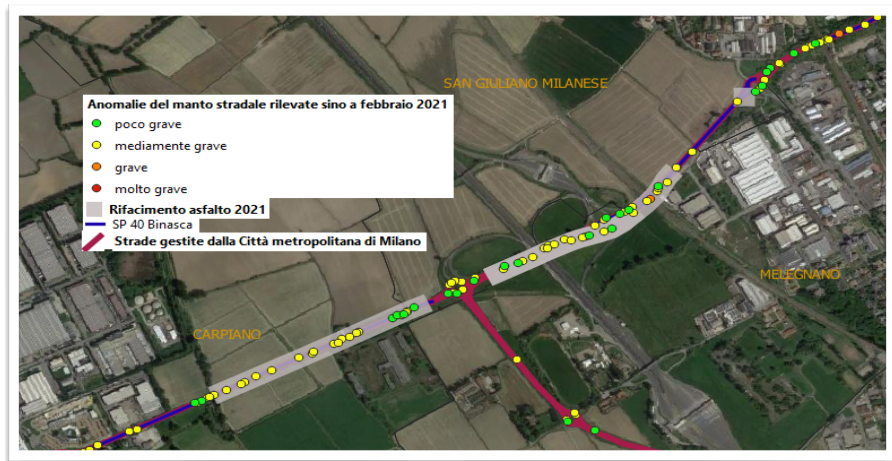 SAN GIULIANO MILANESE
Anomalie del manto stradale rilevate sino a febbraio 2021
poco grave
mediamente grave
grave
molto grave
Rifacimento asfalto 2021
SP 40 Binasca
Strade gestite dalla Città metropolitana di Milano
MELEGNANO
CARPIANO